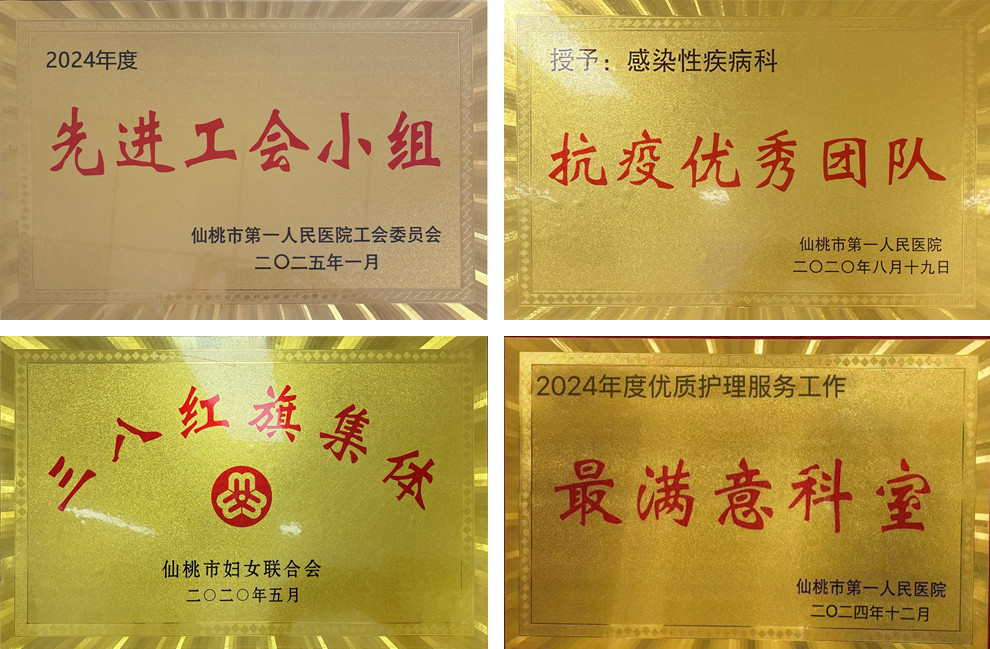 2024年度
先进工会小组
仙桃市第一人民医院工会委员会
二〇二五年一月
授予：感染性疾病科
抗疫优秀团队
仙桃市第一人民医院
二〇二〇年八月十九日
三八红旗集体
仙桃市妇女联合会
二〇二〇年五月
2024年度优质护理服务工作
最满意科室
仙桃市第一人民医院
二〇二四年十二月